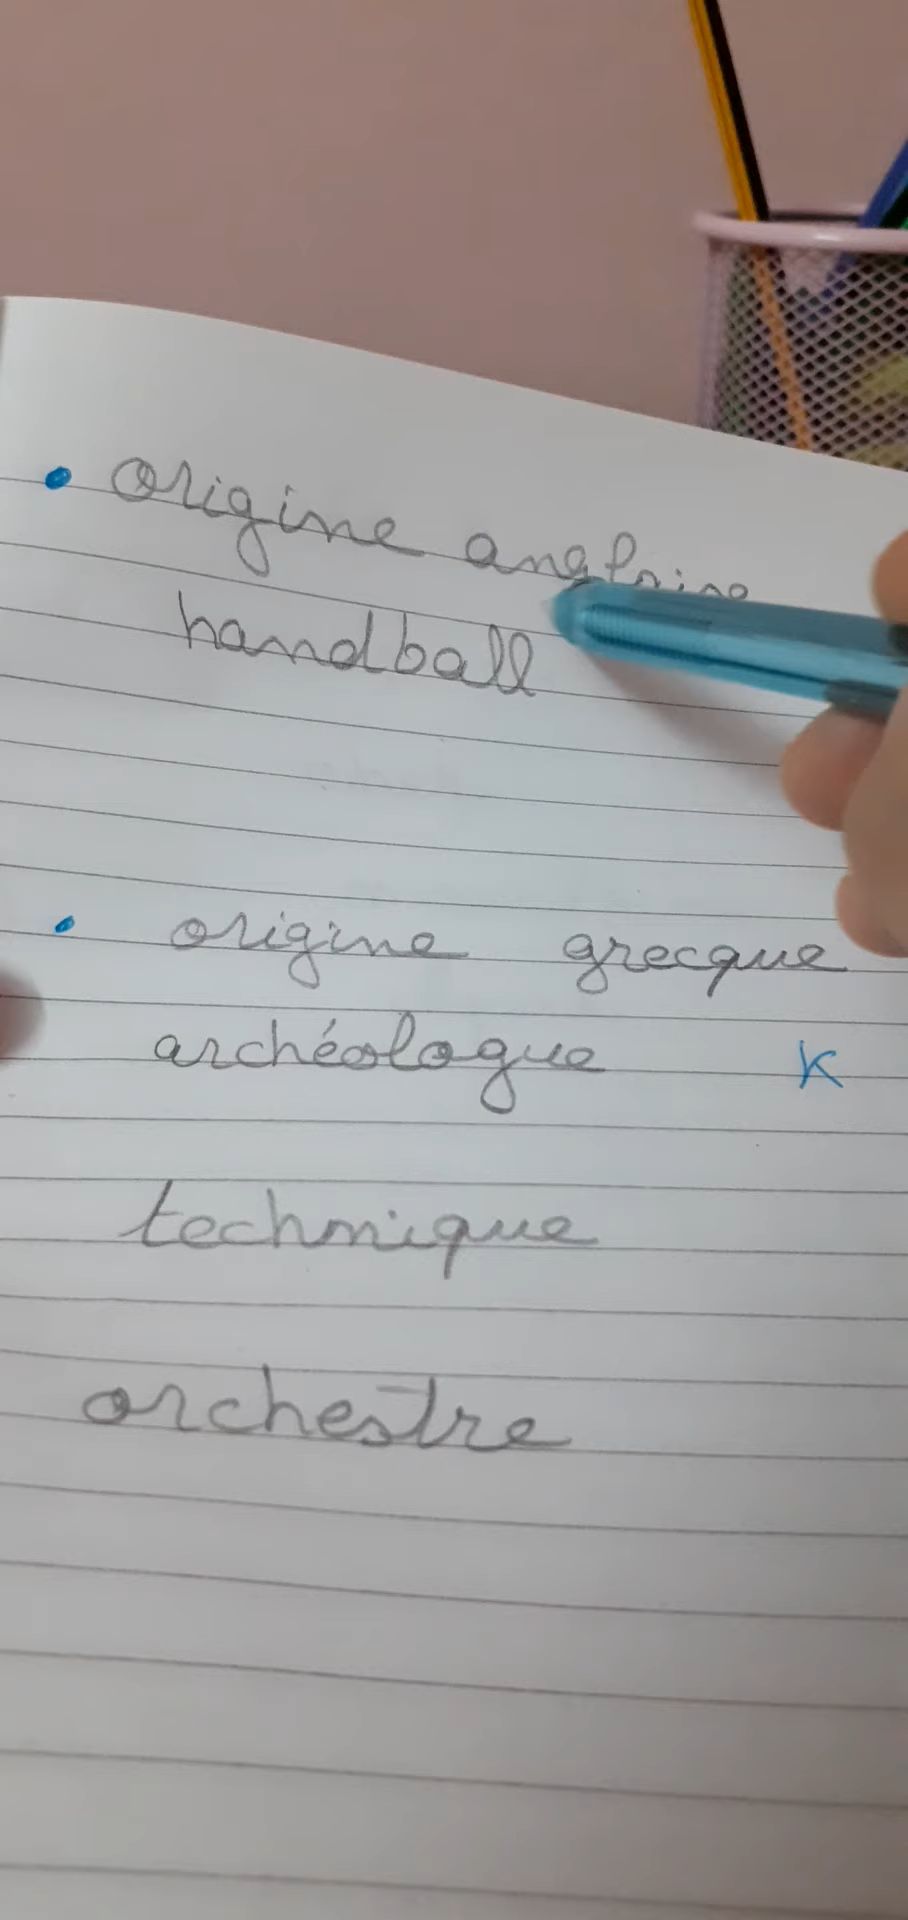 • origine anglaise
handball
• origine grecque
archéologue K
technique
orchestre